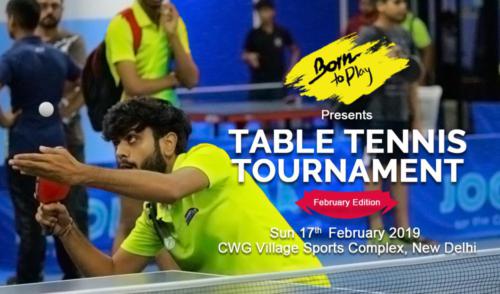 Born
to play
Presents
TABLE TENNIS
TOURNAMENT
February Edition
Sun 17th February 2019
CWG Village Sports Complex, New Delhi
JOO